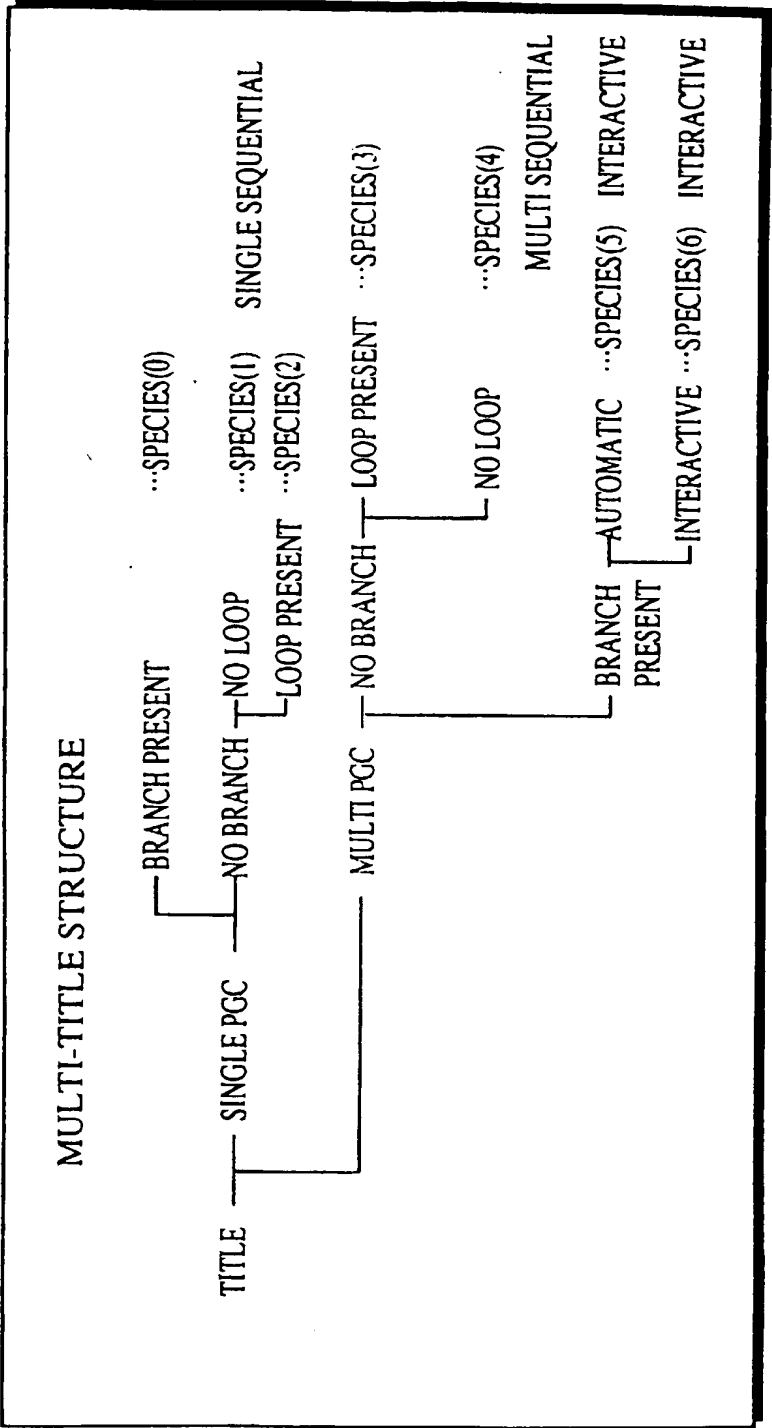 MULTI-TITLE STRUCTURE
BRANCH PRESENT ...SPECIES(0)
TITLE SINGLE PGC NO BRANCH NO LOOP ...SPECIES(1) SINGLE SEQUENTIAL
LOOP PRESENT ...SPECIES(2)
MULTI PGC NO BRANCH LOOP PRESENT ...SPECIES(3)
NO LOOP ...SPECIES(4)
MULTI SEQUENTIAL
BRANCH AUTOMATIC ...SPECIES(5) INTERACTIVE
PRESENT
INTERACTIVE ...SPECIES(6) INTERACTIVE